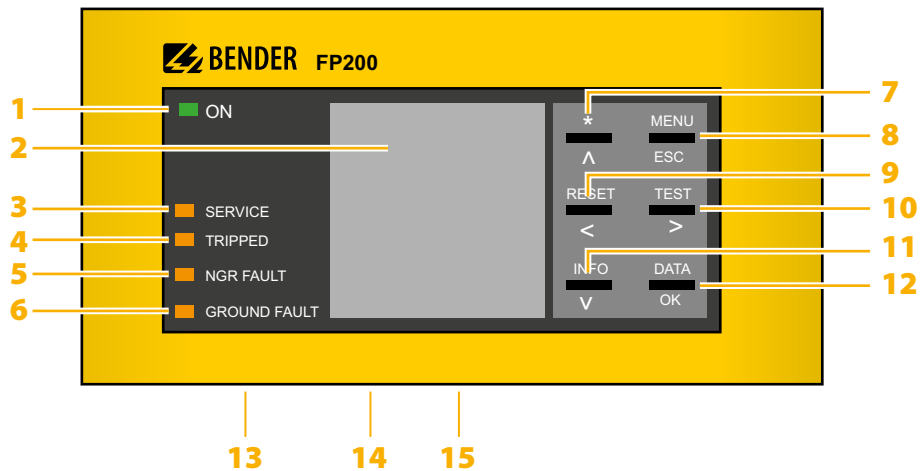 BENDER FP200
1
ON
2
3
SERVICE
4
TRIPPED
5
NGR FAULT
6
GROUND FAULT
7
*
MENU
8
^
ESC
9
RESET
TEST
10
<
>
11
INFO
DATA
12
v
OK
13
14
15